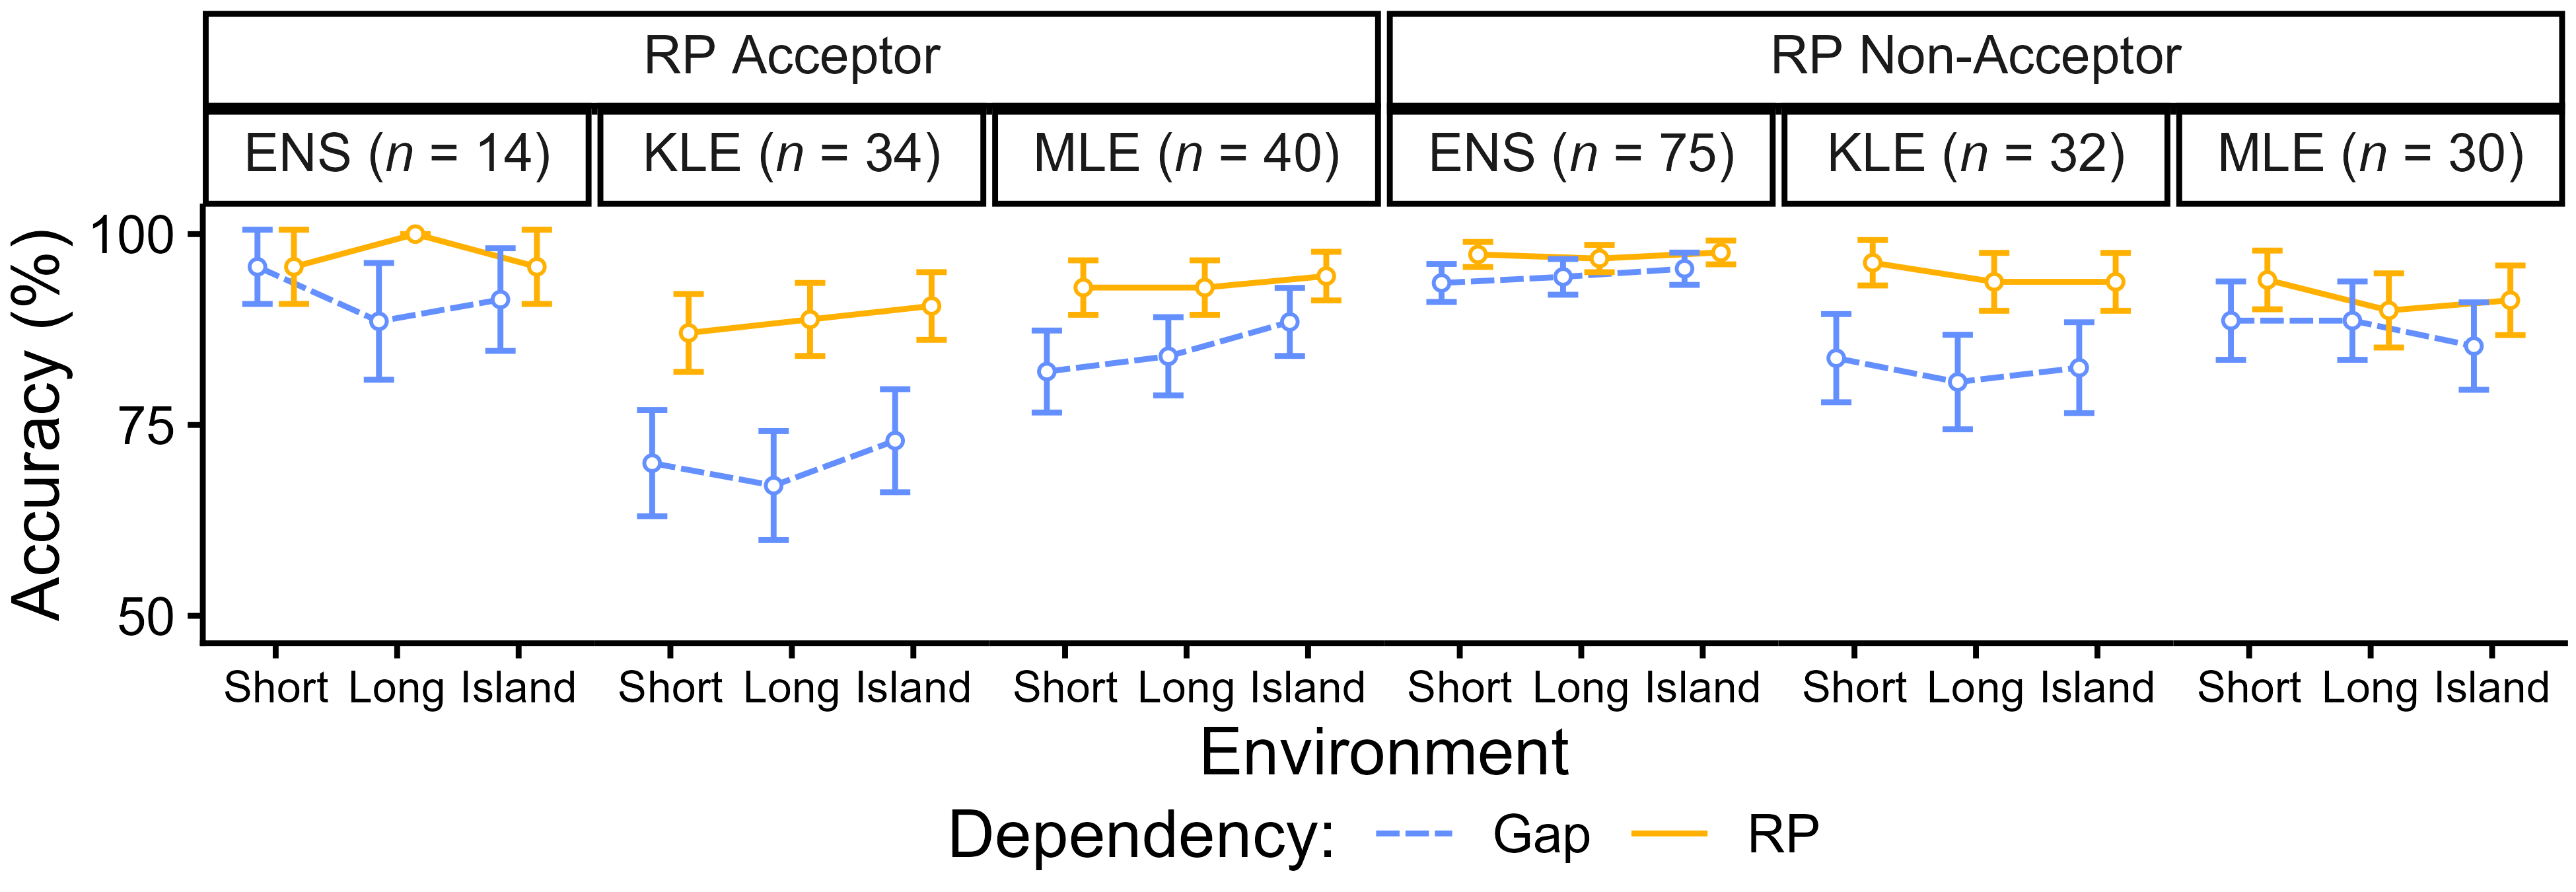 RP Acceptor RP Non-Acceptor
ENS (n = 14) KLE (n = 34) MLE (n = 40) ENS (n = 75) KLE (n = 32) MLE (n = 30)
Accuracy (%)
100
75
50
Short Long Island Short Long Island Short Long Island Short Long Island Short Long Island Short Long Island
Environment
Dependency: Gap RP